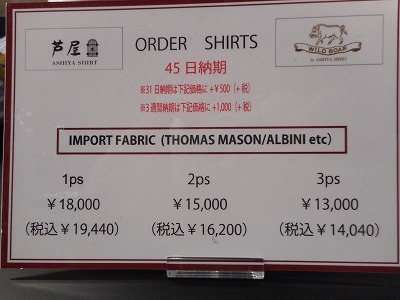 芦屋
ASHIYA SHIRT
ORDER SHIRTS
WILD BOAR
by ASHIYA SHIRT
45日納期
※31日納期は下記価格に+¥500(+税)
※3週間納期は下記価格に+1,000(+税)
IMPORT FABRIC (THOMAS MASON/ALBINI etc)
1ps 2ps 3ps
¥18,000 ¥15,000 ¥13,000
(税込¥19,440) (税込¥16,200) (税込¥14,040)